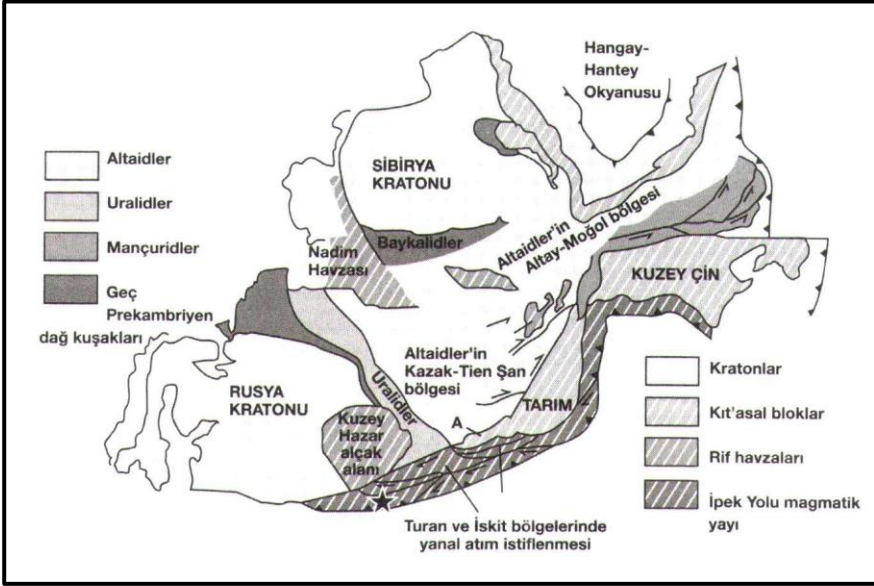 Hangay-
Hantey
Okyanusu
Altaidler
Uralidler
Mançuridler
Geç
Prekambriyen
dağ kuşakları
SİBİRYA
KRATONU
Baykalidler
Nadim
Havzası
Altaidler'in
Altay-Moğol bölgesi
KUZEY ÇİN
Altaidler'in
Kazak-Tien Şan
bölgesi
Uralidler
RUSYA
KRATONU
Kuzey
Hazar
alçak
alanı
A
TARIM
Turan ve İskit bölgelerinde
yanal atım istiflenmesi
Kratonlar
Kıt'asal bloklar
Rif havzaları
İpek Yolu magmatik
yayı